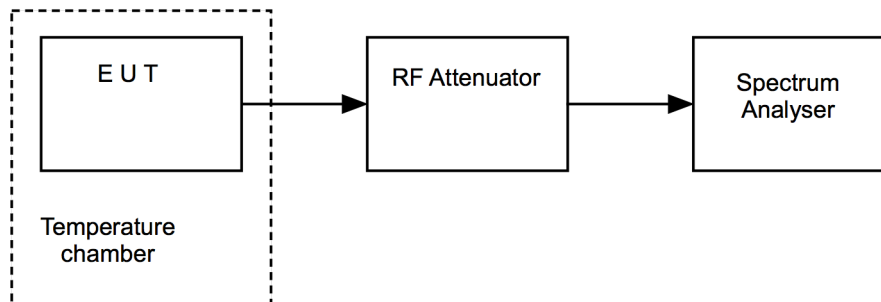 E U T
RF Attenuator
Spectrum
Analyser
Temperature
chamber